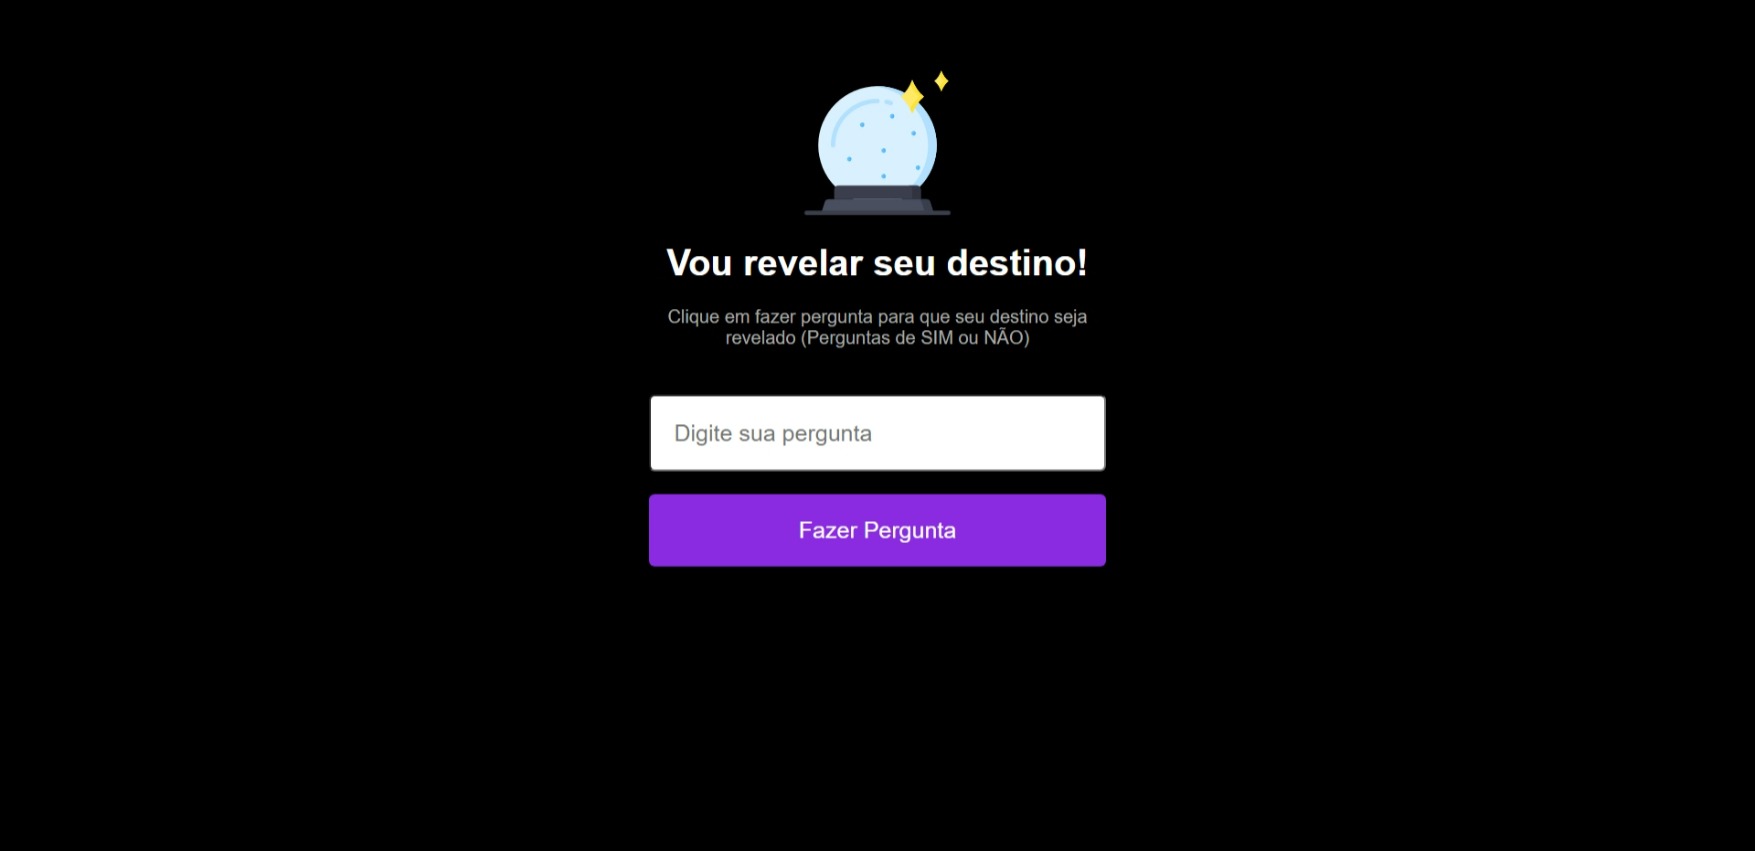 Vou revelar seu destino!
Clique em fazer pergunta para que seu destino seja
revelado (Perguntas de SIM ou NÃO)
Digite sua pergunta
Fazer Pergunta